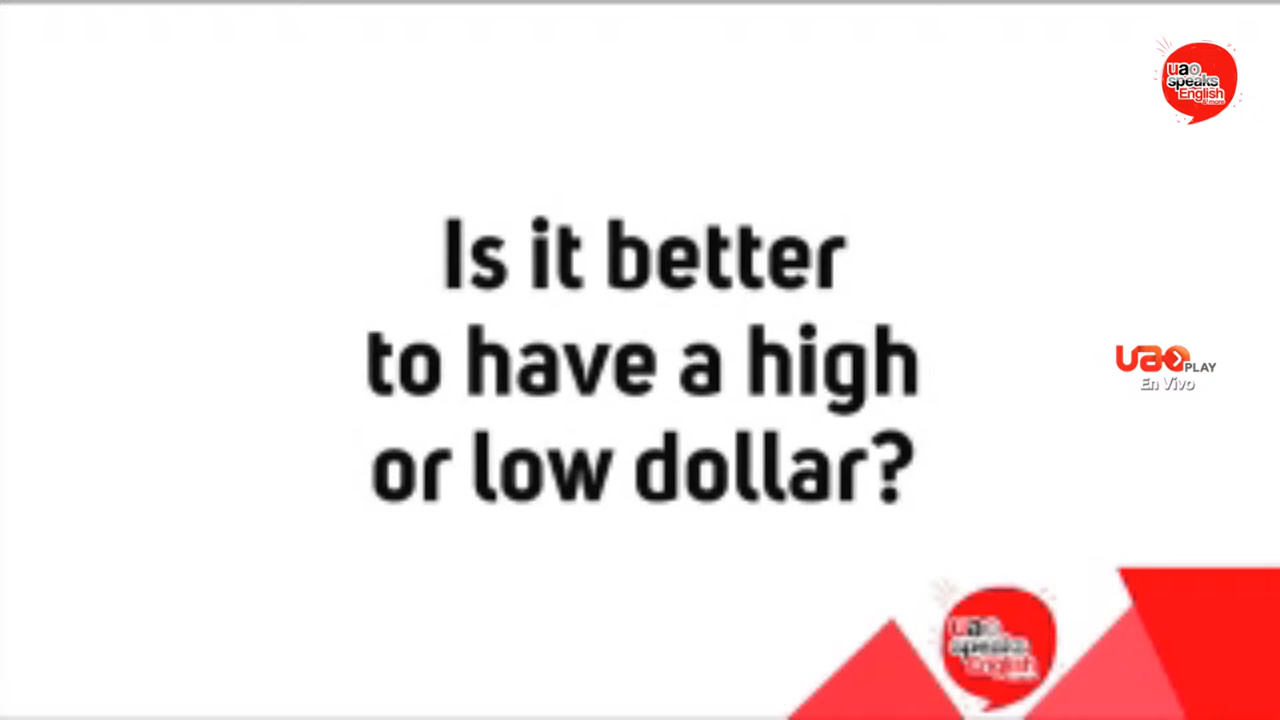 uao
speaks
English
Is it better
to have a high
or low dollar?
uao PLAY
En Vivo
uao
speaks
English